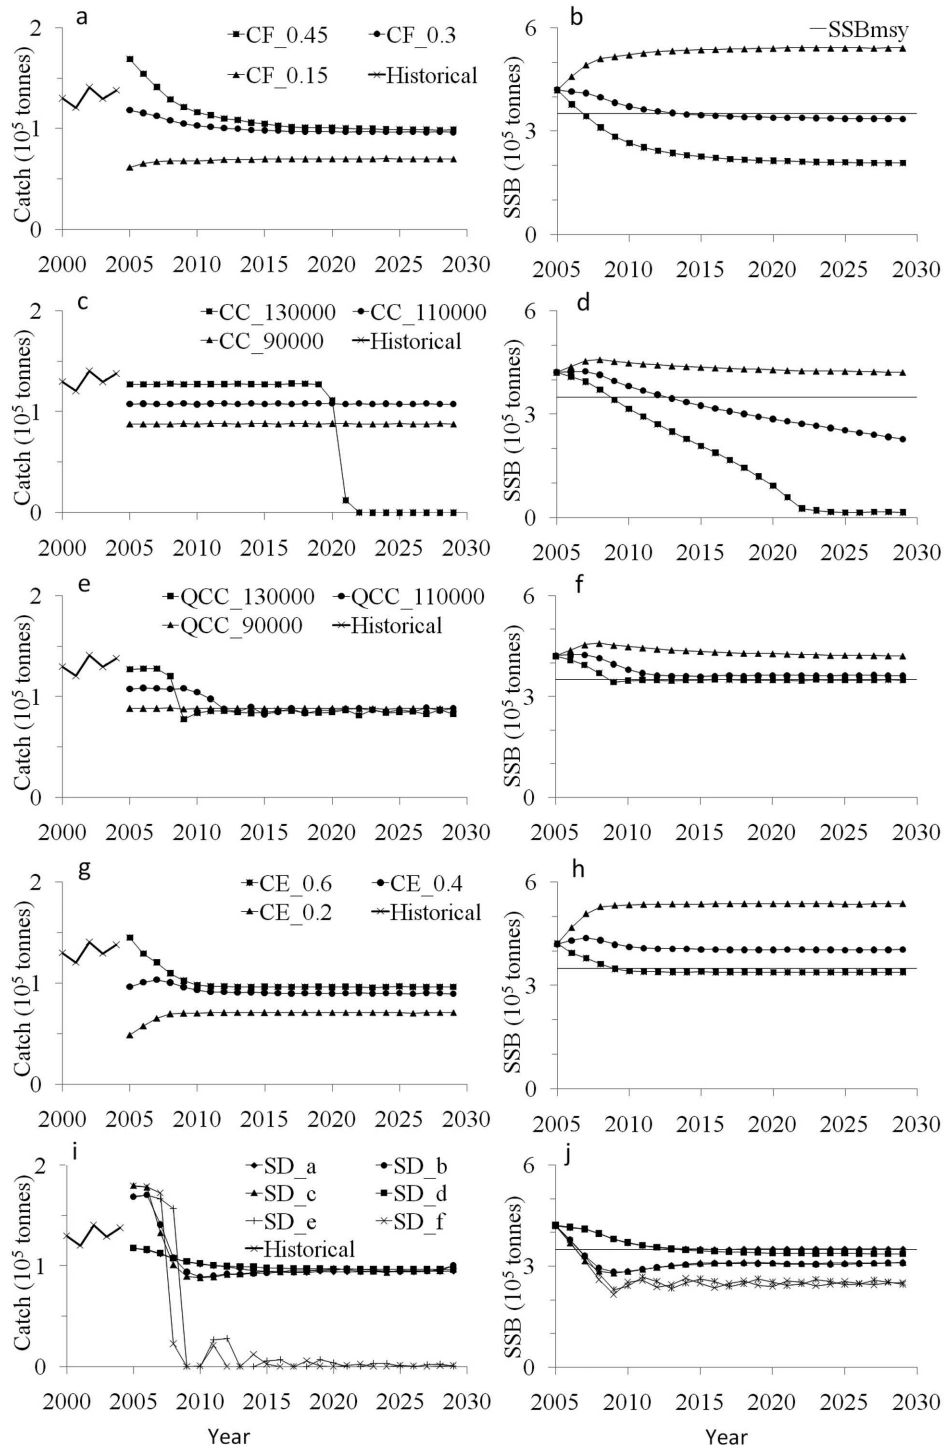 a
b
2
CF_0.45
CF_0.3
CF_0.15
Historical
1
0
Catch (10⁵ tonnes)
2000 2005 2010 2015 2020 2025 2030
6
SSBmsy
3
0
SSB (10⁵ tonnes)
2005 2010 2015 2020 2025 2030
c
d
2
CC_130000
CC_110000
CC_90000
Historical
1
0
Catch (10⁵ tonnes)
2000 2005 2010 2015 2020 2025 2030
6
3
0
SSB (10⁵ tonnes)
2005 2010 2015 2020 2025 2030
e
f
2
QCC_130000
QCC_110000
QCC_90000
Historical
1
0
Catch (10⁵ tonnes)
2000 2005 2010 2015 2020 2025 2030
6
3
0
SSB (10⁵ tonnes)
2005 2010 2015 2020 2025 2030
g
h
2
CE_0.6
CE_0.4
CE_0.2
Historical
1
0
Catch (10⁵ tonnes)
2000 2005 2010 2015 2020 2025 2030
6
3
0
SSB (10⁵ tonnes)
2005 2010 2015 2020 2025 2030
i
j
2
SD_a
SD_b
SD_c
SD_d
SD_e
SD_f
Historical
1
0
Catch (10⁵ tonnes)
2000 2005 2010 2015 2020 2025 2030
Year
6
3
0
SSB (10⁵ tonnes)
2005 2010 2015 2020 2025 2030
Year